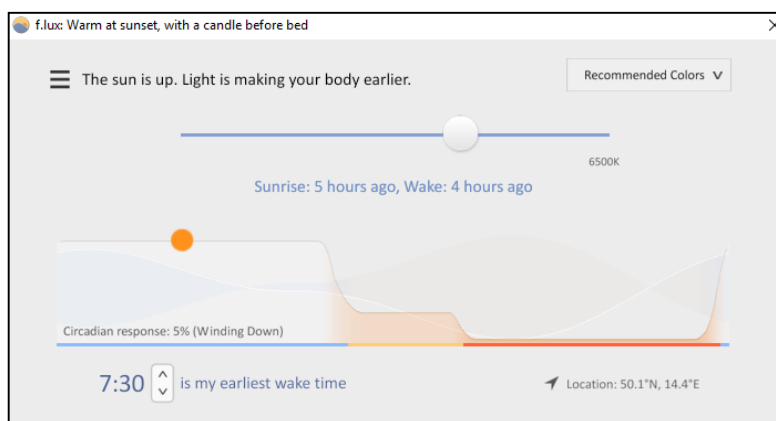 f.lux: Warm at sunset, with a candle before bed
The sun is up. Light is making your body earlier.
Recommended Colors
6500K
Sunrise: 5 hours ago, Wake: 4 hours ago
Circadian response: 5% (Winding Down)
7:30 is my earliest wake time
Location: 50.1°N, 14.4°E